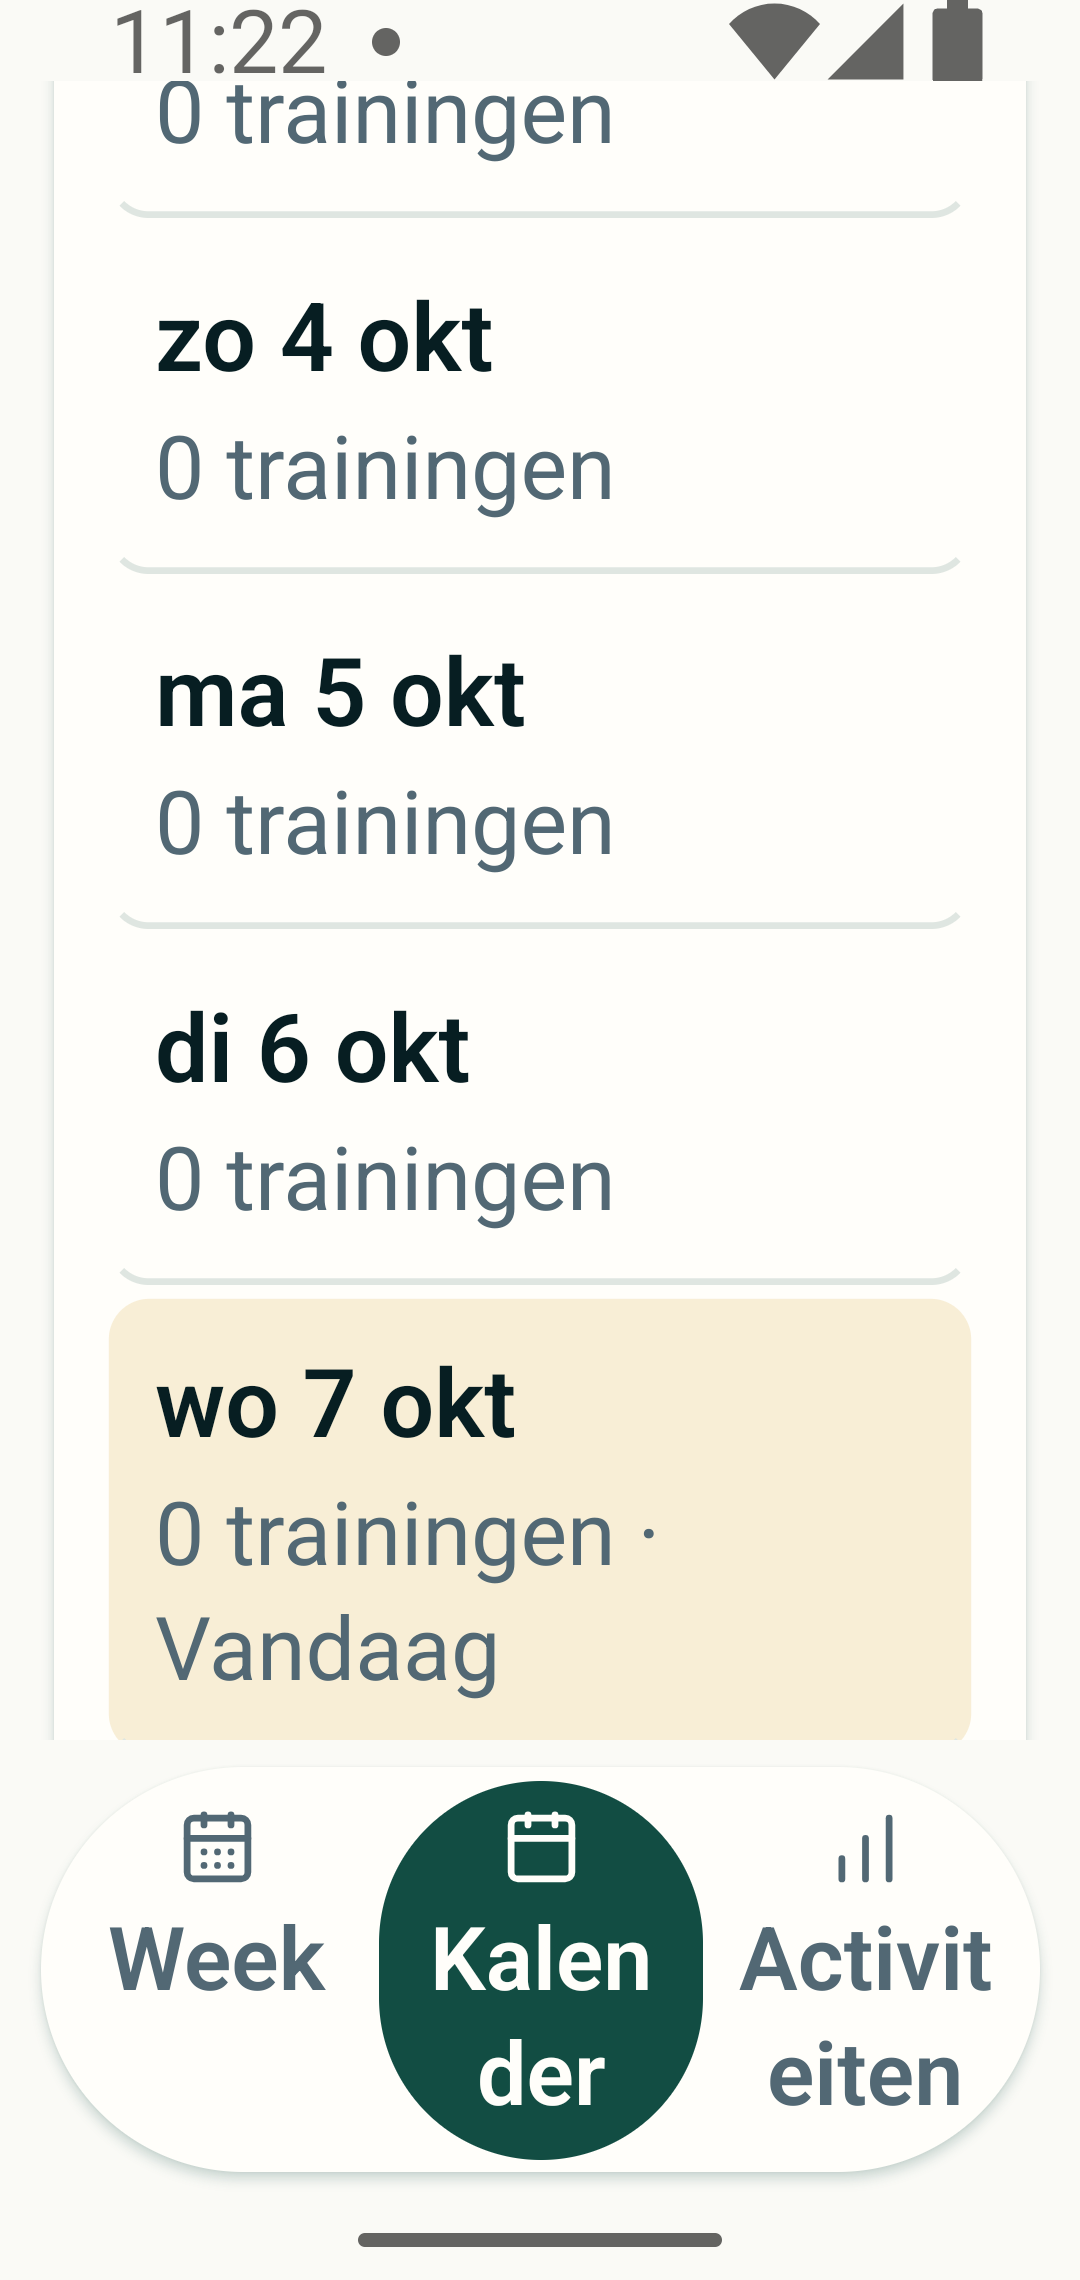 11:22
0 trainingen
zo 4 okt
0 trainingen
ma 5 okt
0 trainingen
di 6 okt
0 trainingen
wo 7 okt
0 trainingen ·
Vandaag
Week
Kalen
der
Activit
eiten